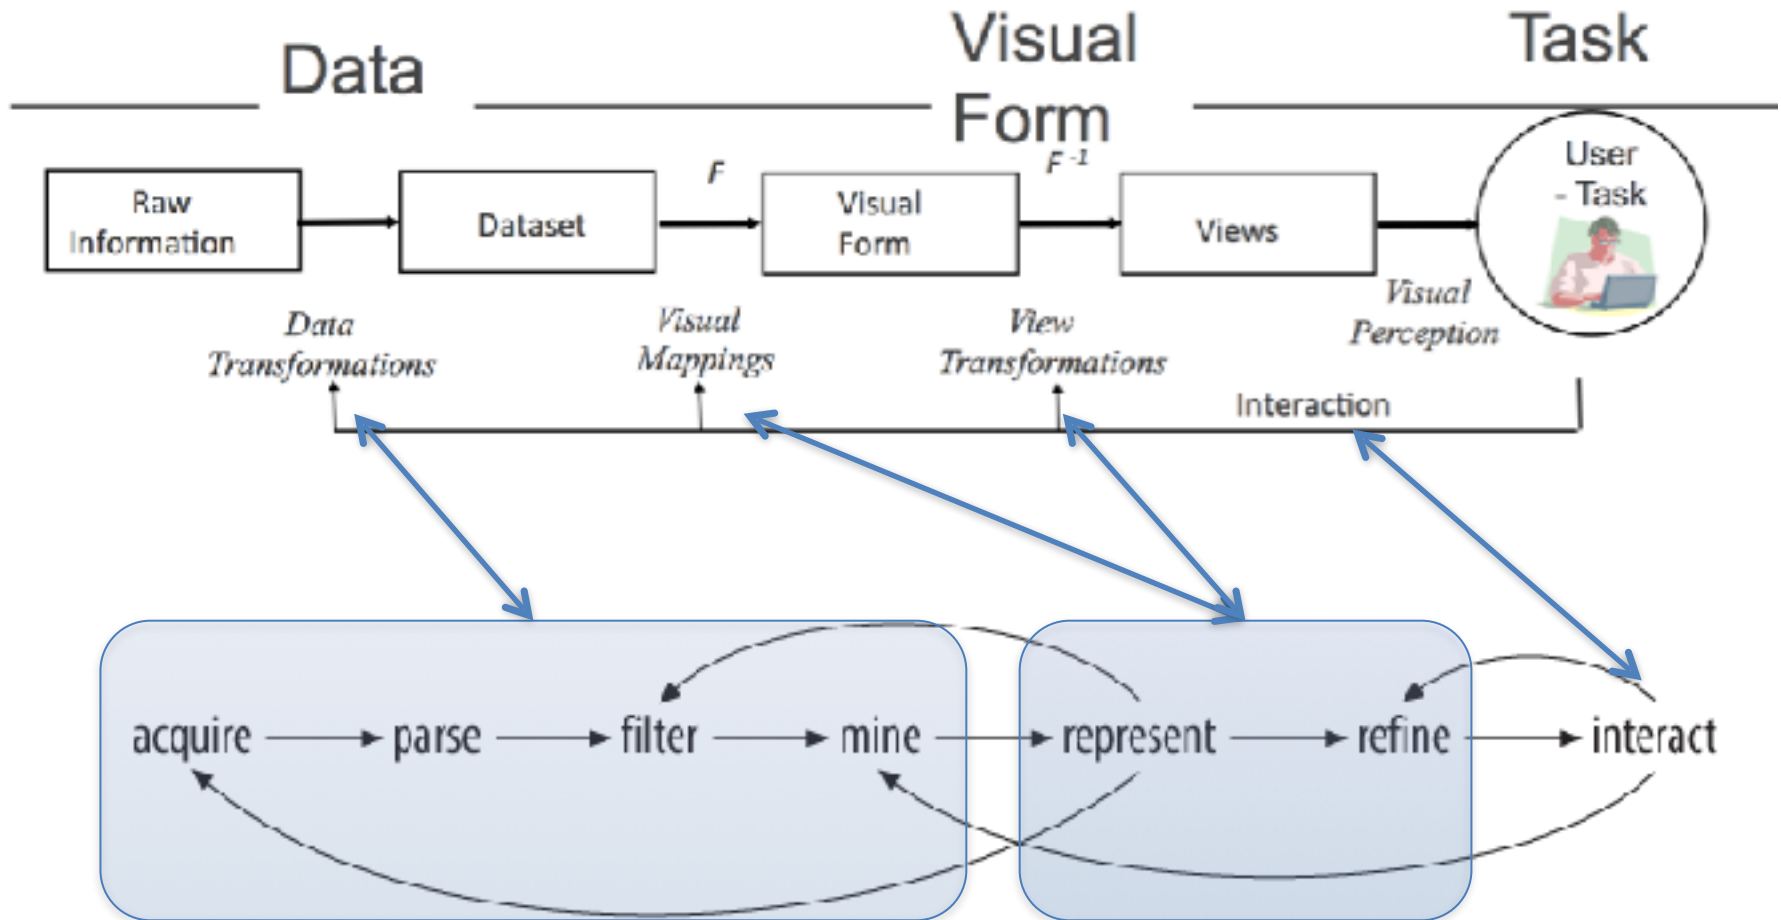 Data
Visual
Form
Task
Raw
Information
Dataset
F
Visual
Form
F -1
Views
User
- Task
Data
Transformations
Visual
Mappings
View
Transformations
Visual
Perception
Interaction
acquire
parse
filter
mine
represent
refine
interact